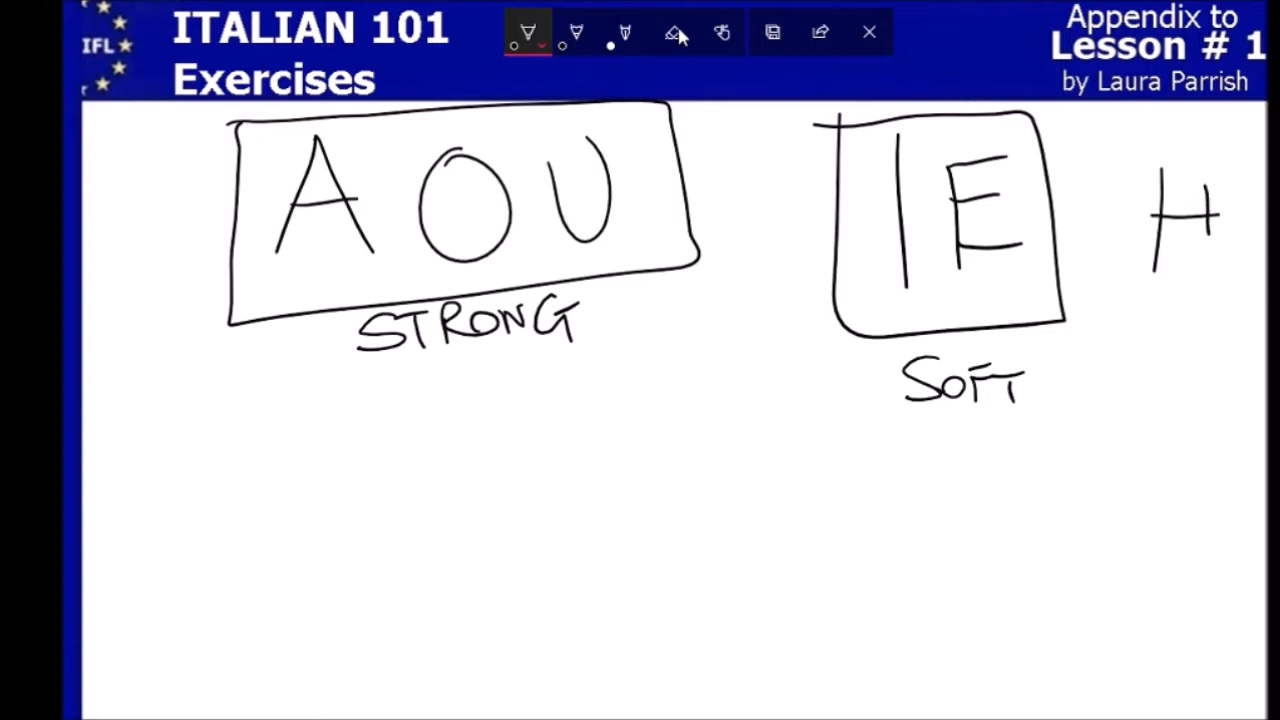 ITALIAN 101
Exercises
IFL
Appendix to
Lesson # 1
by Laura Parrish
A O U
I E
H
STRONG
SOFT